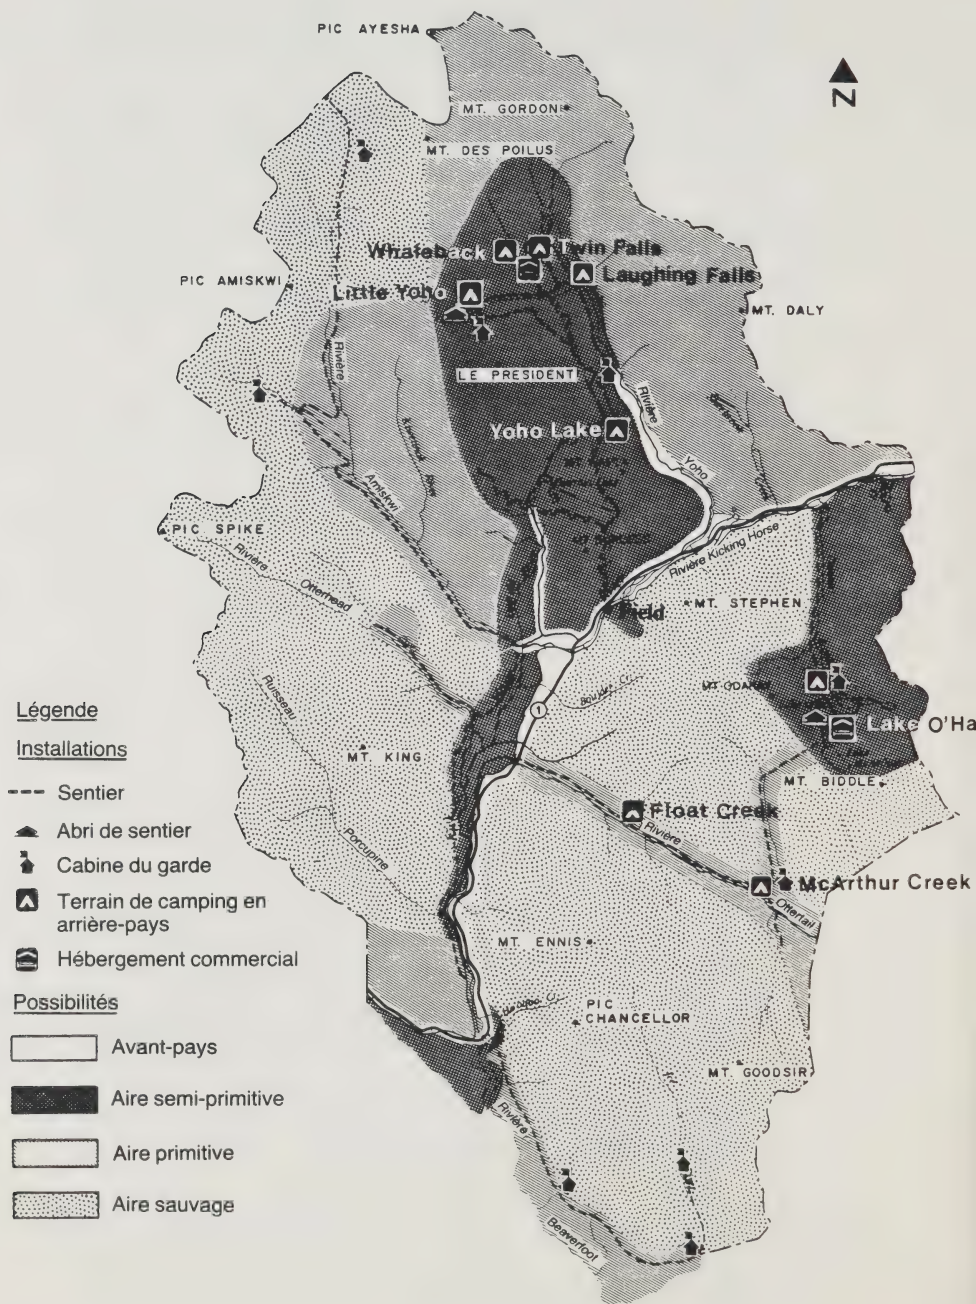 PIC AYESHA
N
MT. GORDON
MT. DES POILUS
Whaleback
Twin Falls
Laughing Falls
PIC AMISKWI
Little Yoho
MT. DALY
Rivière
LE PRESIDENT
Rivière
Yoho Lake
Yoho
Amiskwi
PIC SPIKE
Rivière
Otterhead
Rivière Kicking Horse
MT. STEPHEN
Field
Ruisseau
MT. ODARAY
Légende
Lake O'Ha
Installations
1
MT. KING
MT. BIDDLE
Sentier
Float Creek
Abri de sentier
Rivière
Porcupine
Cabine du garde
McArthur Creek
Terrain de camping en
arrière-pays
Ottertail
MT. ENNIS
Hébergement commercial
Possibilités
PIC
CHANCELLOR
Avant-pays
MT. GOODSIR
Aire semi-primitive
Rivière
Aire primitive
Aire sauvage
Beaverfoot